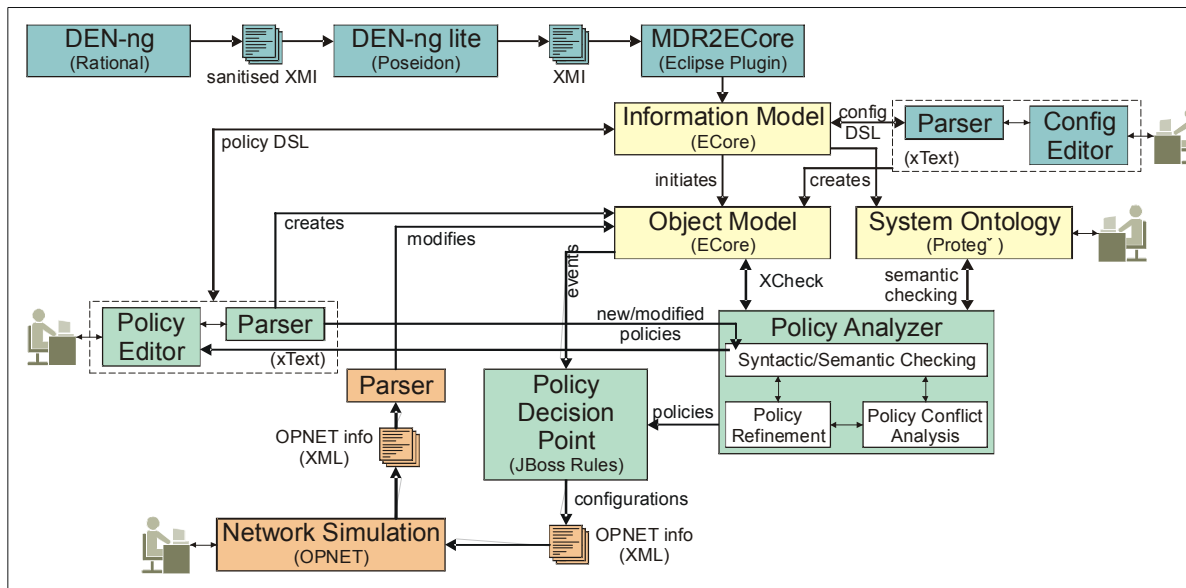 DEN-ng
(Rational)
sanitised XMI
DEN-ng lite
(Poseidon)
XMI
MDR2ECore
(Eclipse Plugin)
policy DSL
Information Model
(ECore)
config
DSL
Parser
Config
Editor
(xText)
initiates
creates
creates
modifies
Object Model
(ECore)
System Ontology
(Protegˇ )
events
XCheck
semantic
checking
Policy
Editor
Parser
(xText)
new/modified
policies
Policy Analyzer
Syntactic/Semantic Checking
Policy
Refinement
Policy Conflict
Analysis
Parser
Policy
Decision
Point
(JBoss Rules)
policies
OPNET info
(XML)
configurations
Network Simulation
(OPNET)
OPNET info
(XML)